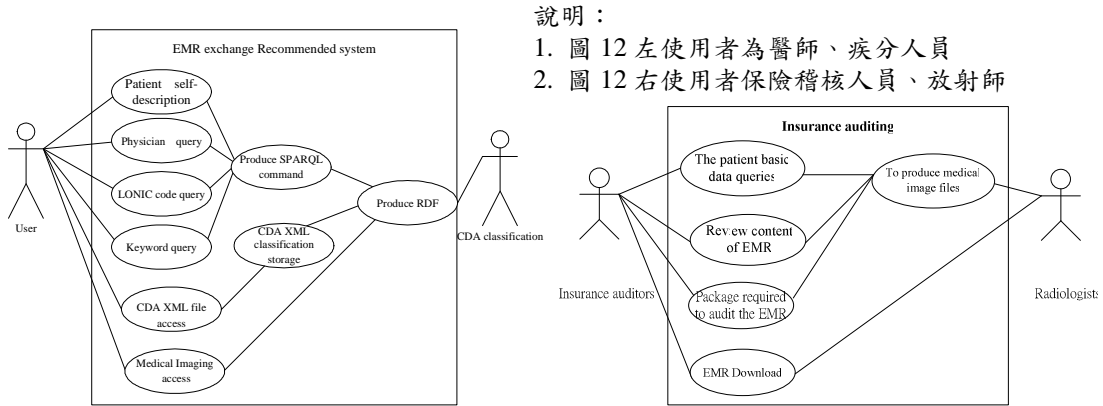 EMR exchange Recommended system
Patient self-
description
Physician query
LONIC code query
Keyword query
CDA XML file
access
Medical Imaging
access
Produce SPARQL
command
CDA XML
classification
storage
Produce RDF
User
CDA classification
說明：
1. 圖 12 左使用者為醫師、疾分人員
2. 圖 12 右使用者保險稽核人員、放射師
Insurance auditing
The patient basic
data queries
Review content
of EMR
Package required
to audit the EMR
EMR Download
To produce medical
image files
Insurance auditors
Radiologists